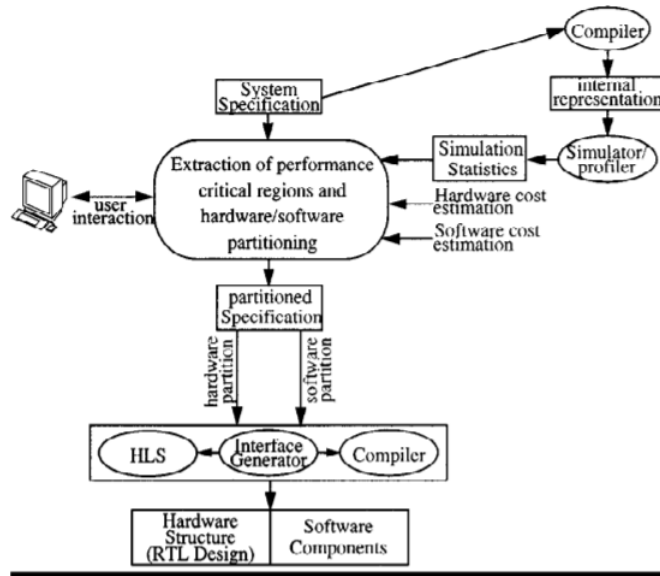 Compiler
System
Specification
internal
representation
Extraction of performance
critical regions and
hardware/software
partitioning
Simulation
Statistics
Simulator/
profiler
user
interaction
Hardware cost
estimation
Software cost
estimation
partitioned
Specification
hardware
partition
software
partition
HLS
Interface
Generator
Compiler
Hardware
Structure
(RTL Design)
Software
Components